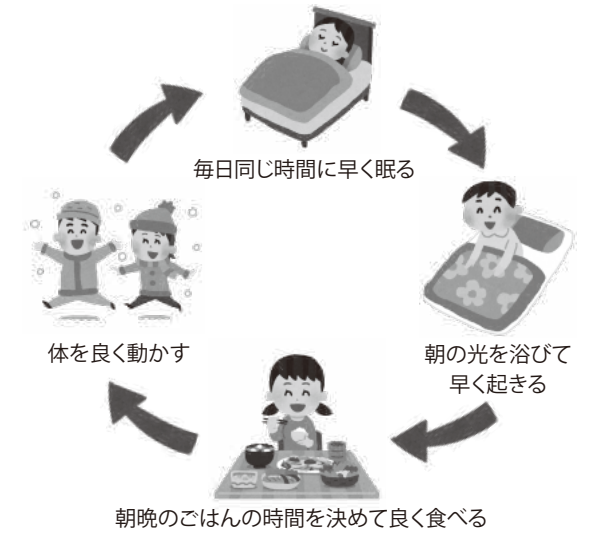 毎日同じ時間に早く眠る
朝の光を浴びて
早く起きる
体を良く動かす
朝晩のごはんの時間を決めて良く食べる